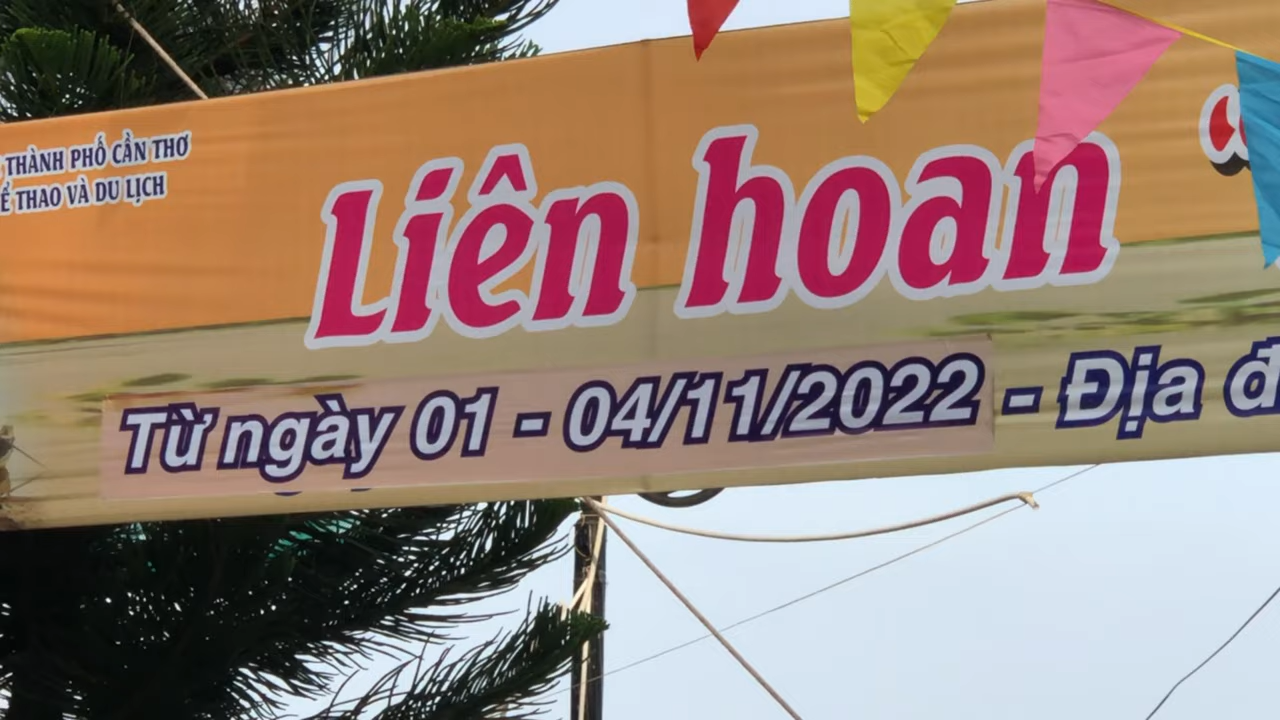 THÀNH PHỐ CẦN THƠ
THAO VÀ DU LỊCH
Liên hoan
Từ ngày 01 - 04/11/2022 - Địa